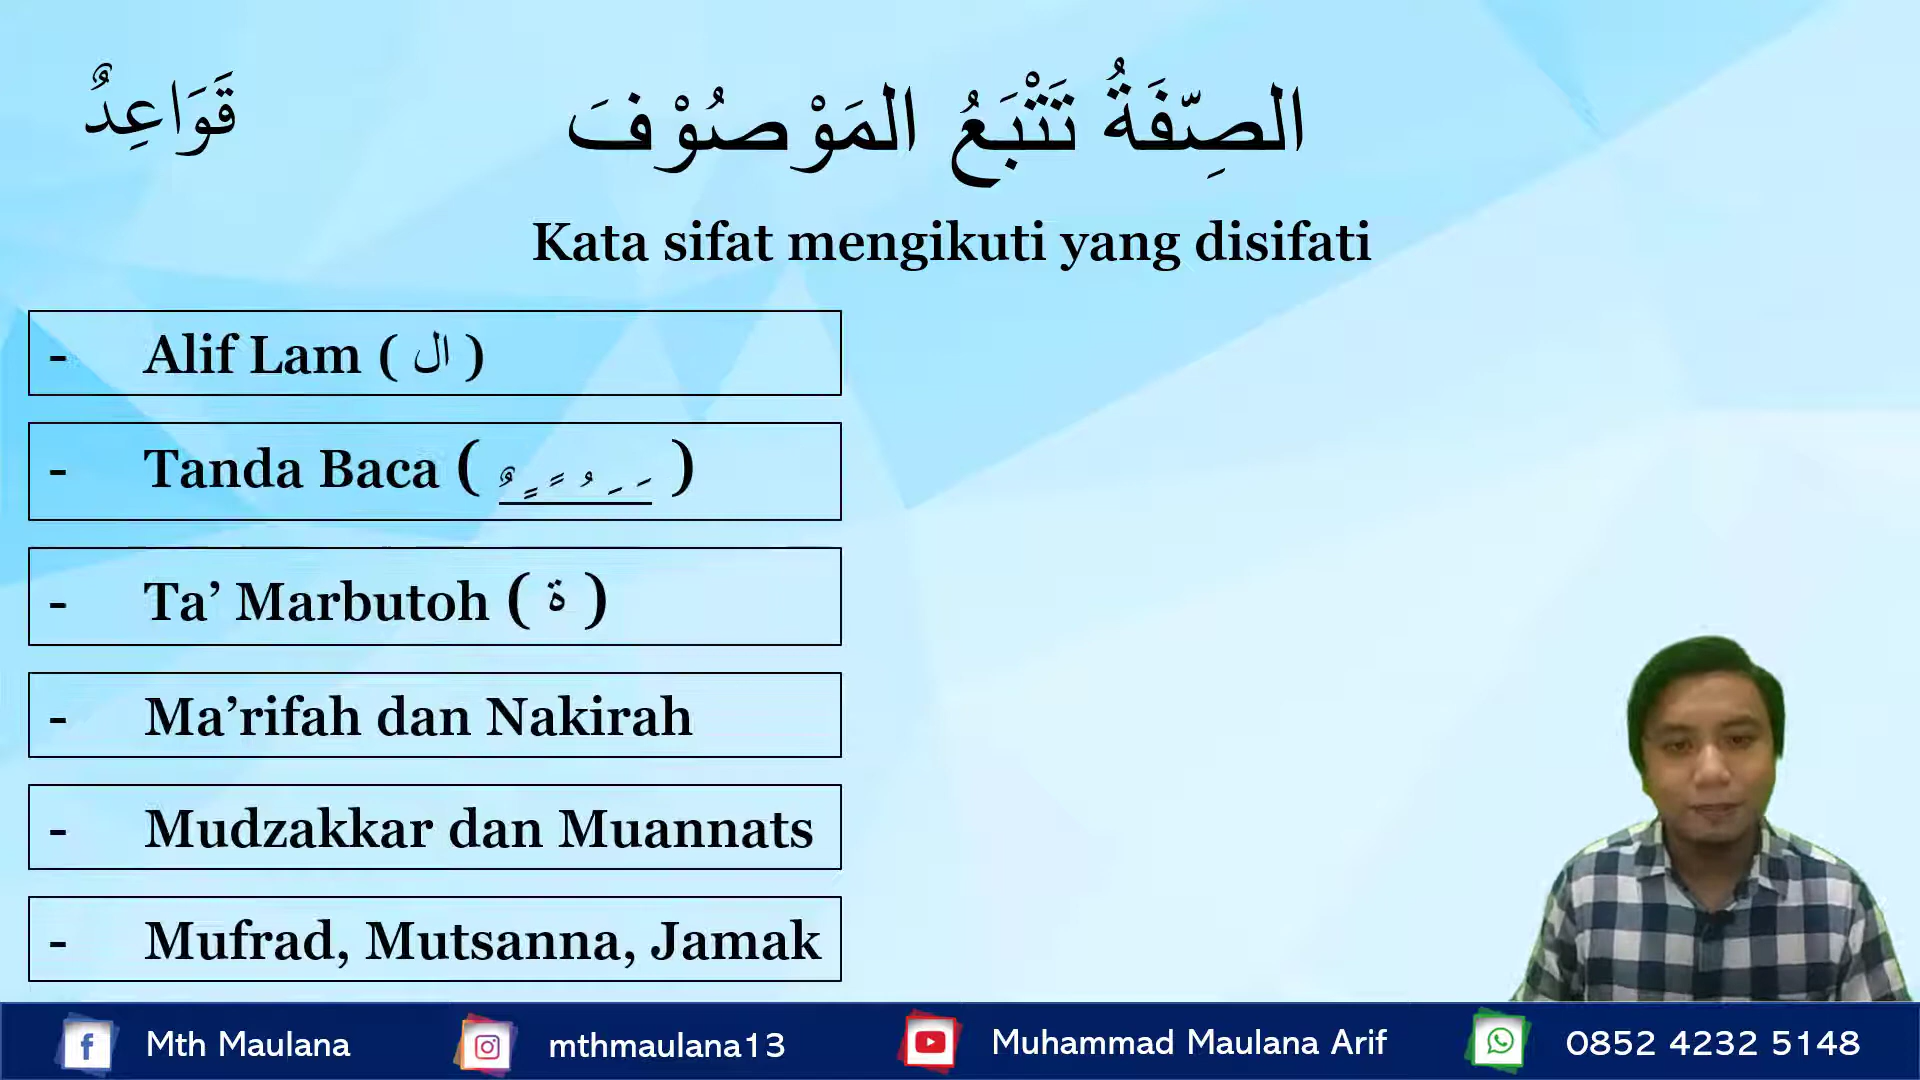 قَوَاعِدٌ
الصِّفَةُ تَتْبَعُ المَوْصُوْفَ
Kata sifat mengikuti yang disifati
- Alif Lam ( ال )
- Tanda Baca ( ـَ ـِ ـُ ـً ـٍ ـٌ )
- Ta’ Marbutoh ( ة )
- Ma’rifah dan Nakirah
- Mudzakkar dan Muannats
- Mufrad, Mutsanna, Jamak
Mth Maulana mthmaulana13 Muhammad Maulana Arif 0852 4232 5148